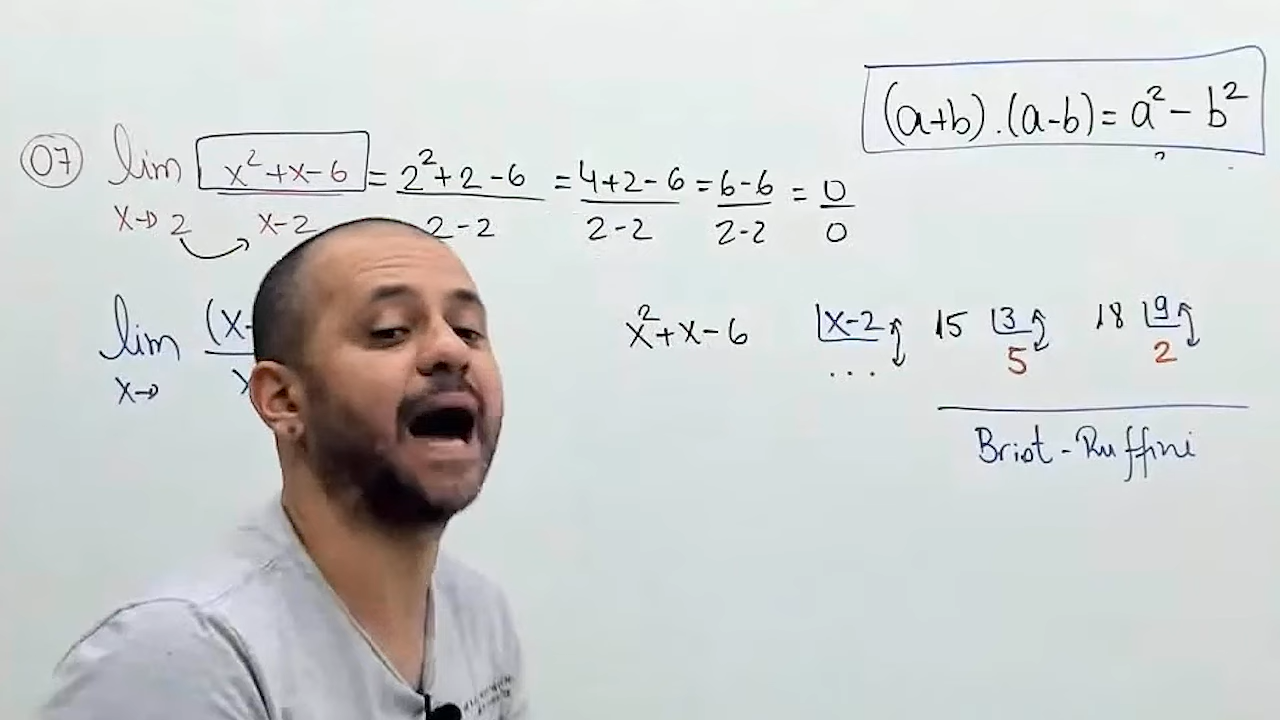 (a+b).(a-b)=a²-b²
07 lim x→2 x²+x-6 / x-2 = 2²+2-6 / 2-2 = 4+2-6 / 2-2 = 6-6 / 2-2 = 0 / 0
lim x→ (x- / x
x²+x-6 x-2 ...
15 3 5
18 9 2
Briot-Ruffini